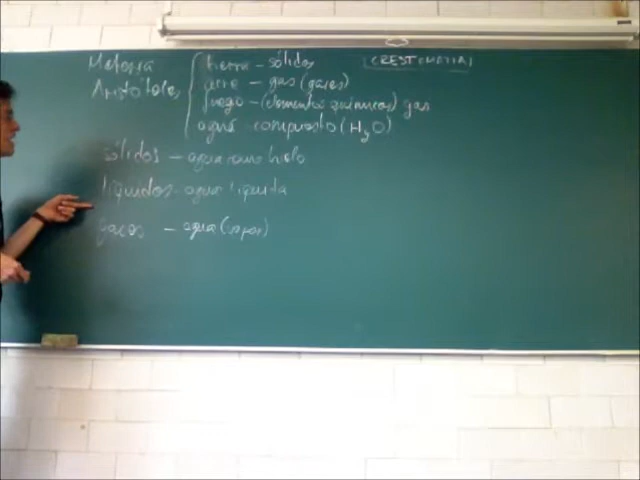 Materia
Aristóteles
tierra - sólidos
aire - gas (gases)
fuego - (elementos químicos) gas
agua compuesto (H2O)
CRESTOMATIA
sólidos - agua como hielo
líquidos - agua líquida
gases - agua (vapor)